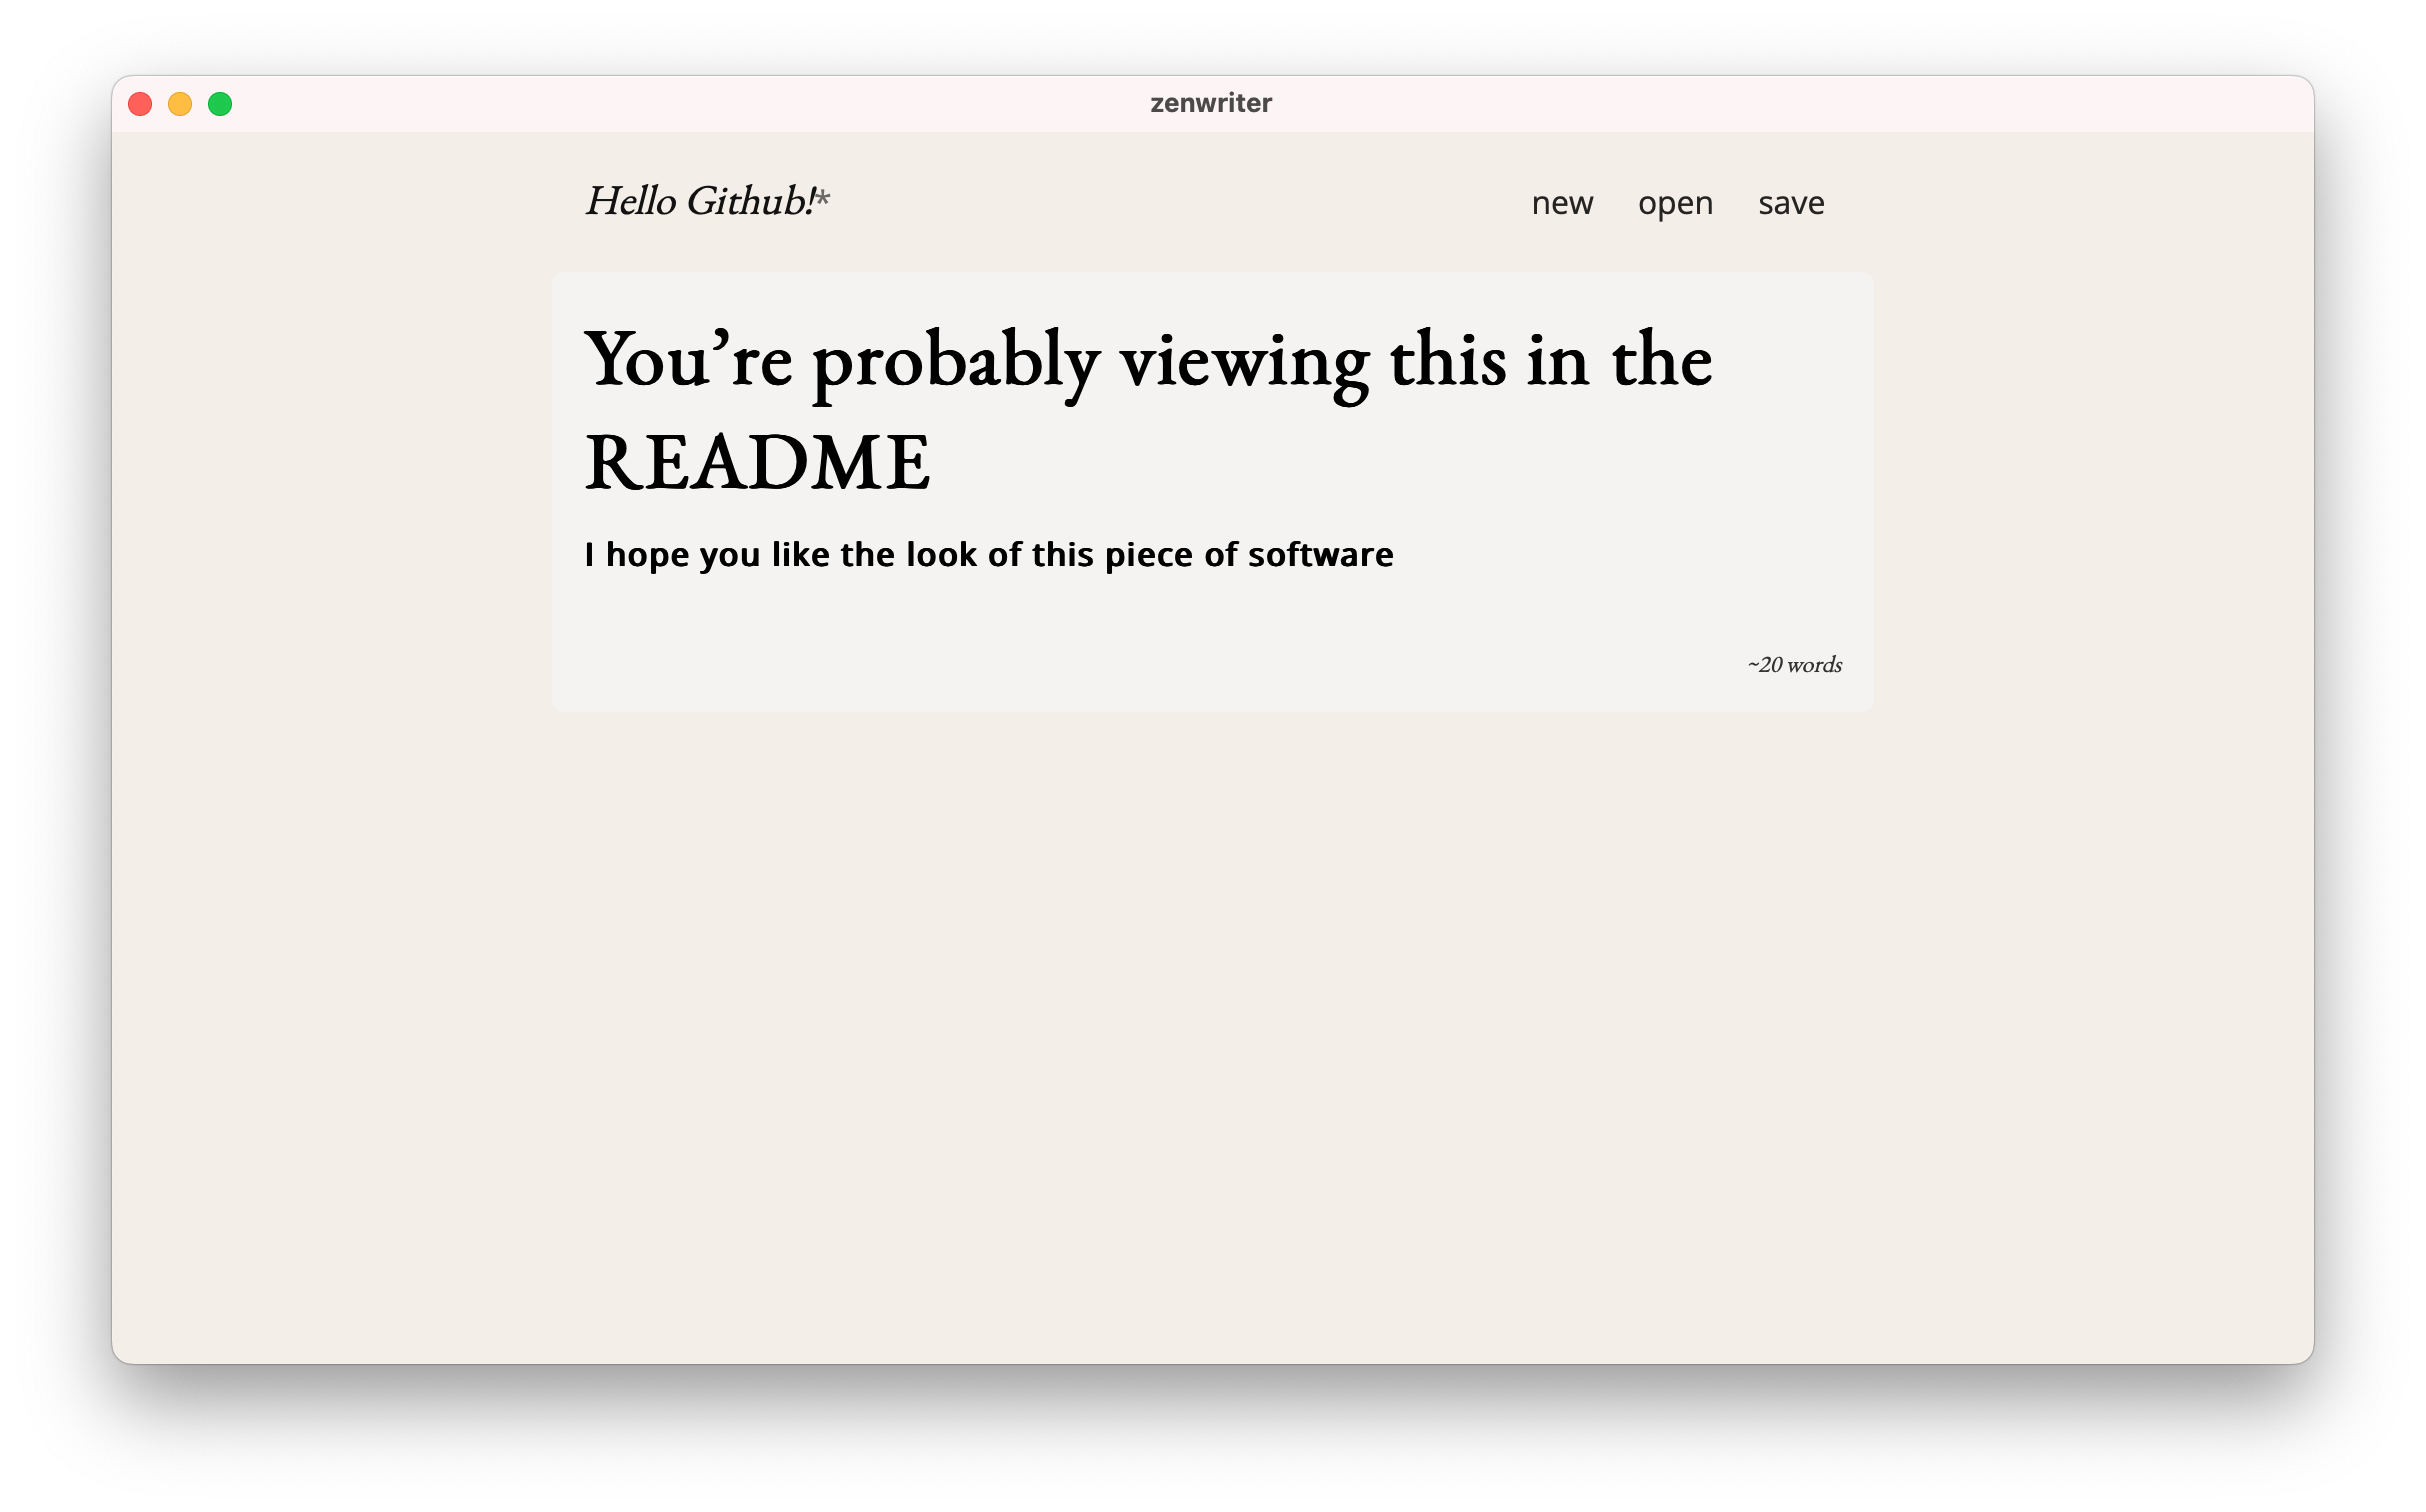 zenwriter
Hello Github!*
new open save
You’re probably viewing this in the
README
I hope you like the look of this piece of software
~20 words